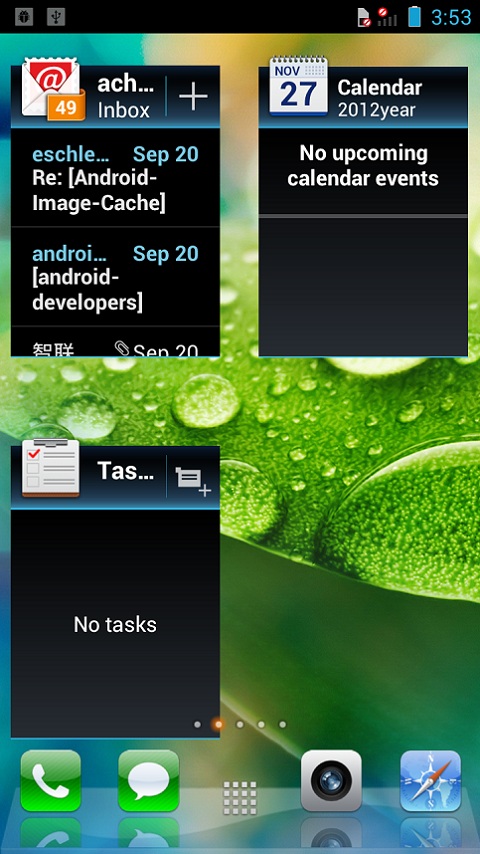 3:53
ach...
Inbox
49
eschle... Sep 20
Re: [Android-
Image-Cache]
androi... Sep 20
[android-
developers]
智联 Sep 20
NOV
27
Calendar
2012year
No upcoming
calendar events
Tas...
No tasks